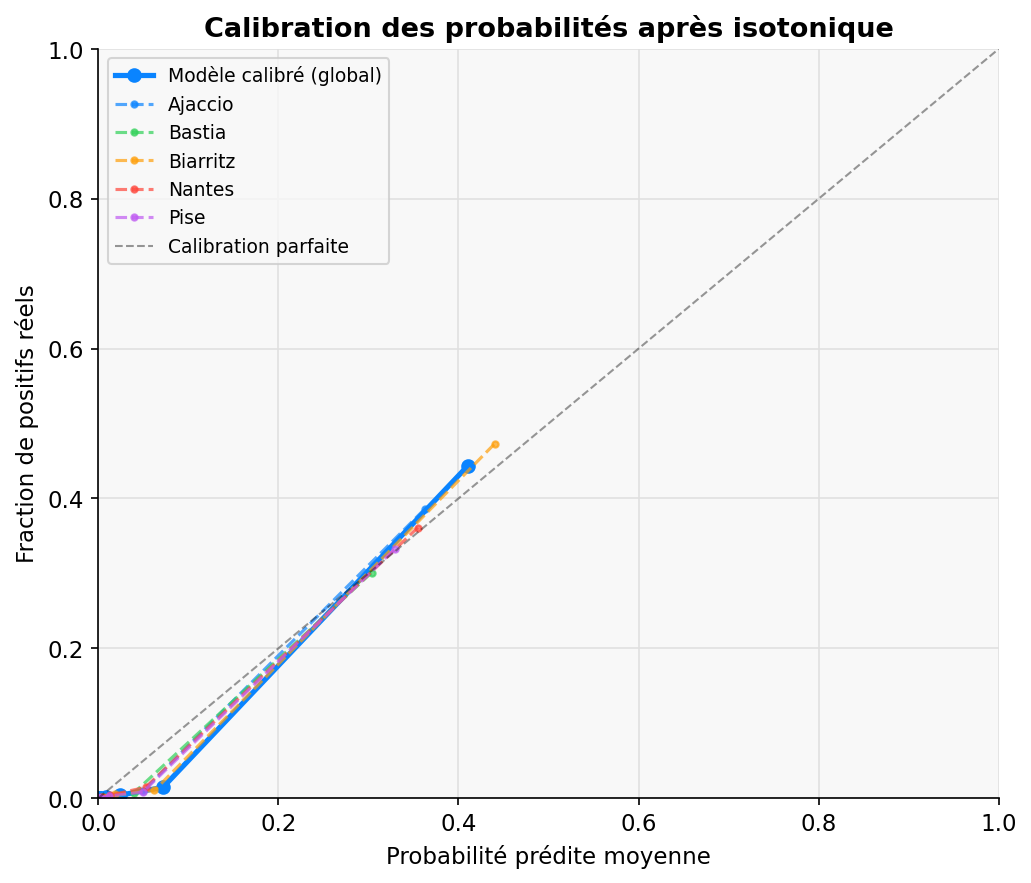 Calibration des probabilités après isotonique
Modèle calibré (global)
Ajaccio
Bastia
Biarritz
Nantes
Pise
Calibration parfaite
Fraction de positifs réels
1.0
0.8
0.6
0.4
0.2
0.0
0.0 0.2 0.4 0.6 0.8 1.0
Probabilité prédite moyenne